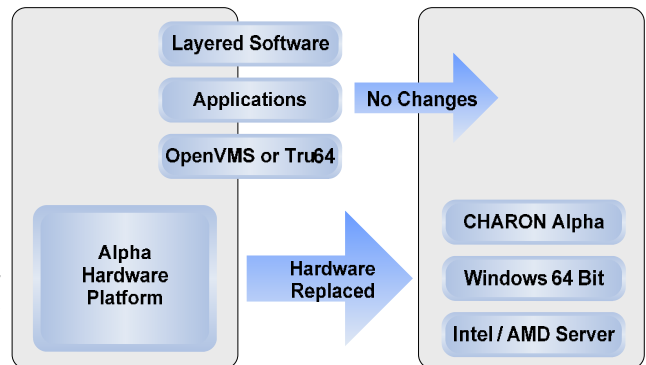 Layered Software
Applications
No Changes
OpenVMS or Tru64
Alpha
Hardware
Platform
Hardware
Replaced
CHARON Alpha
Windows 64 Bit
Intel / AMD Server